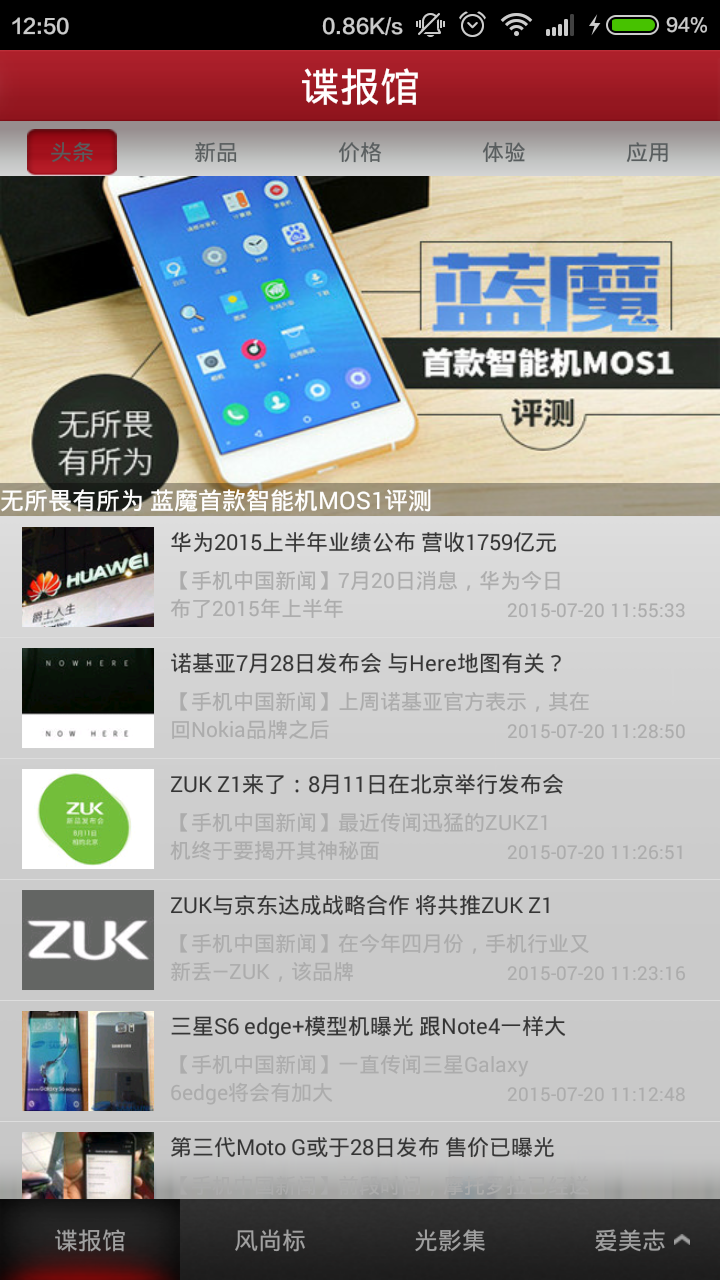 12:50 0.86K/s 94%
谍报馆
头条 新品 价格 体验 应用
蓝魔
首款智能机MOS1
评测
无所畏
有所为
无所畏有所为 蓝魔首款智能机MOS1评测
HUAWEI
爵士人生
华为2015上半年业绩公布 营收1759亿元
【手机中国新闻】7月20日消息，华为今日
布了2015年上半年 2015-07-20 11:55:33
NOWHERE
NOW HERE
诺基亚7月28日发布会 与Here地图有关？
【手机中国新闻】上周诺基亚官方表示，其在
回Nokia品牌之后 2015-07-20 11:28:50
ZUK
新品发布会
8月11日
相约北京
ZUK Z1来了：8月11日在北京举行发布会
【手机中国新闻】最近传闻迅猛的ZUKZ1
机终于要揭开其神秘面 2015-07-20 11:26:51
ZUK
ZUK与京东达成战略合作 将共推ZUK Z1
【手机中国新闻】在今年四月份，手机行业又
新丢—ZUK，该品牌 2015-07-20 11:23:16
SAMSUNG
三星S6 edge+模型机曝光 跟Note4一样大
【手机中国新闻】一直传闻三星Galaxy
6edge将会有加大 2015-07-20 11:12:48
第三代Moto G或于28日发布 售价已曝光
谍报馆 风尚标 光影集 爱美志